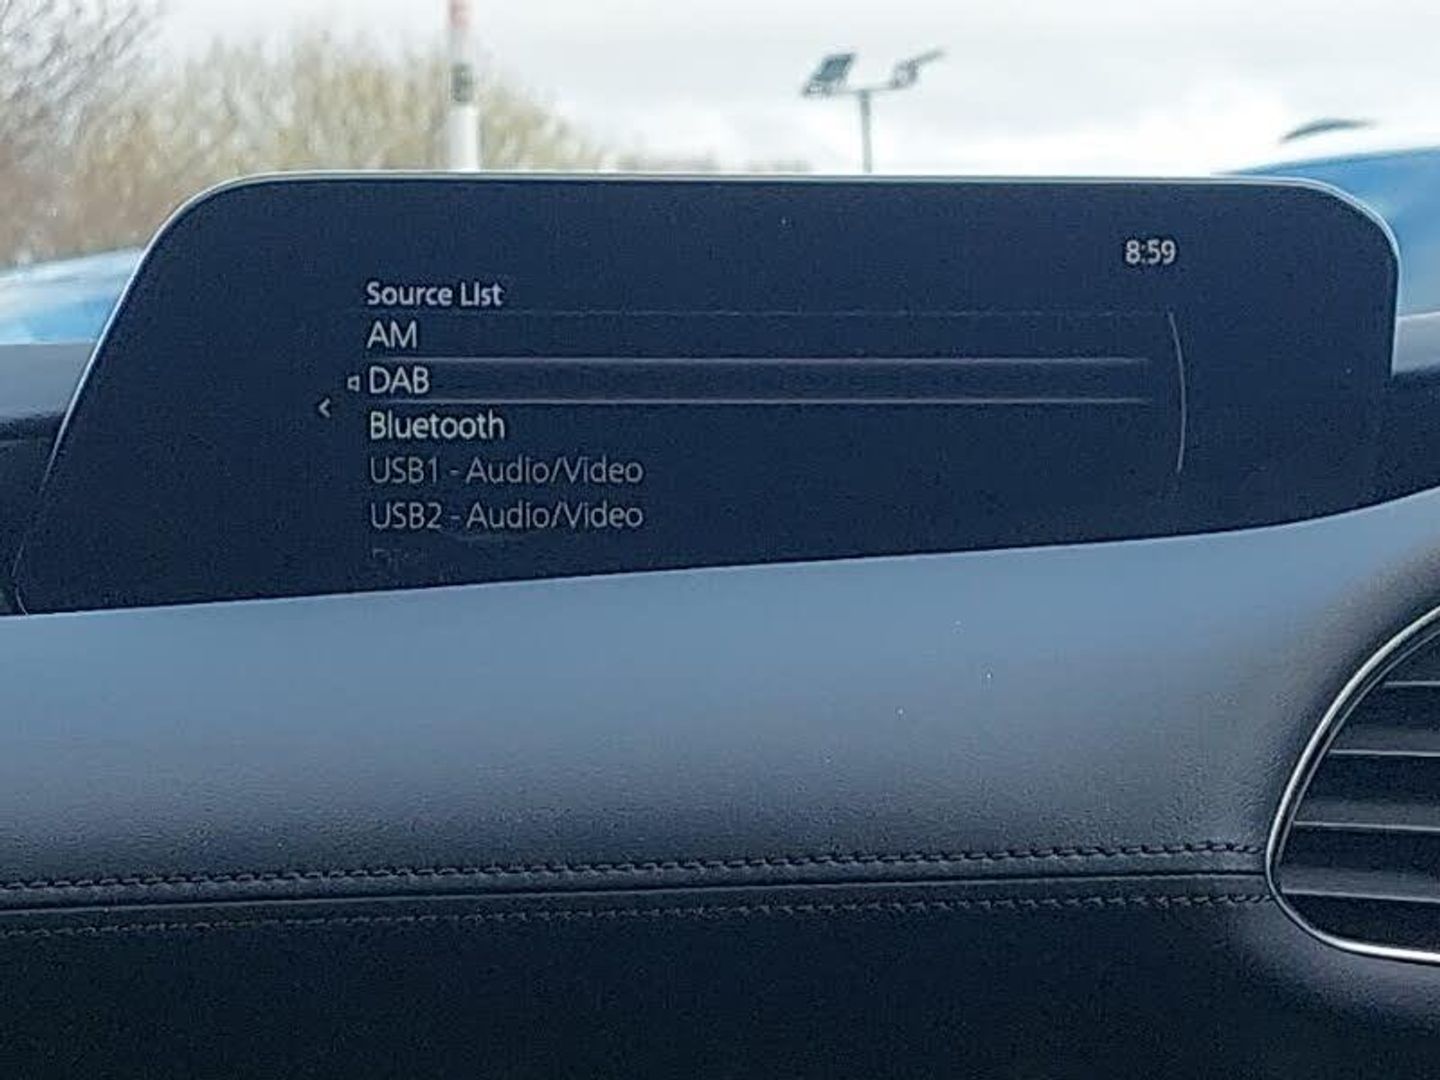 8:59
Source List
AM
DAB
Bluetooth
USB1 - Audio/Video
USB2 - Audio/Video